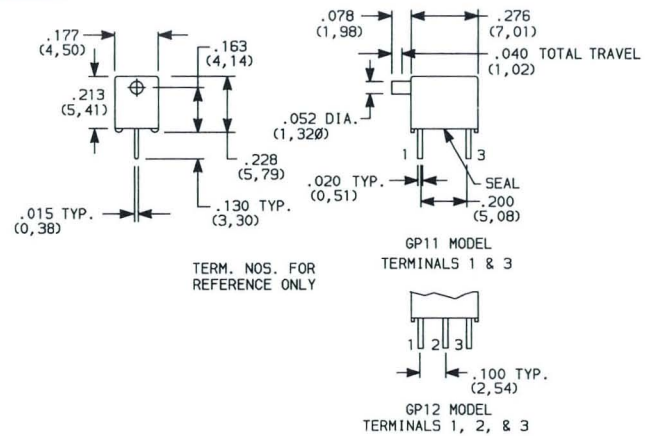 .177
(4,50)
.163
(4,14)
.213
(5,41)
.228
(5,79)
.015 TYP.
(0,38)
.130 TYP.
(3,30)
TERM. NOS. FOR
REFERENCE ONLY
.078
(1,98)
.276
(7,01)
.040 TOTAL TRAVEL
(1,02)
.052 DIA.
(1,320)
1
3
.020 TYP.
(0,51)
SEAL
.200
(5,08)
GP11 MODEL
TERMINALS 1 & 3
1 2 3
.100 TYP.
(2,54)
GP12 MODEL
TERMINALS 1, 2, & 3